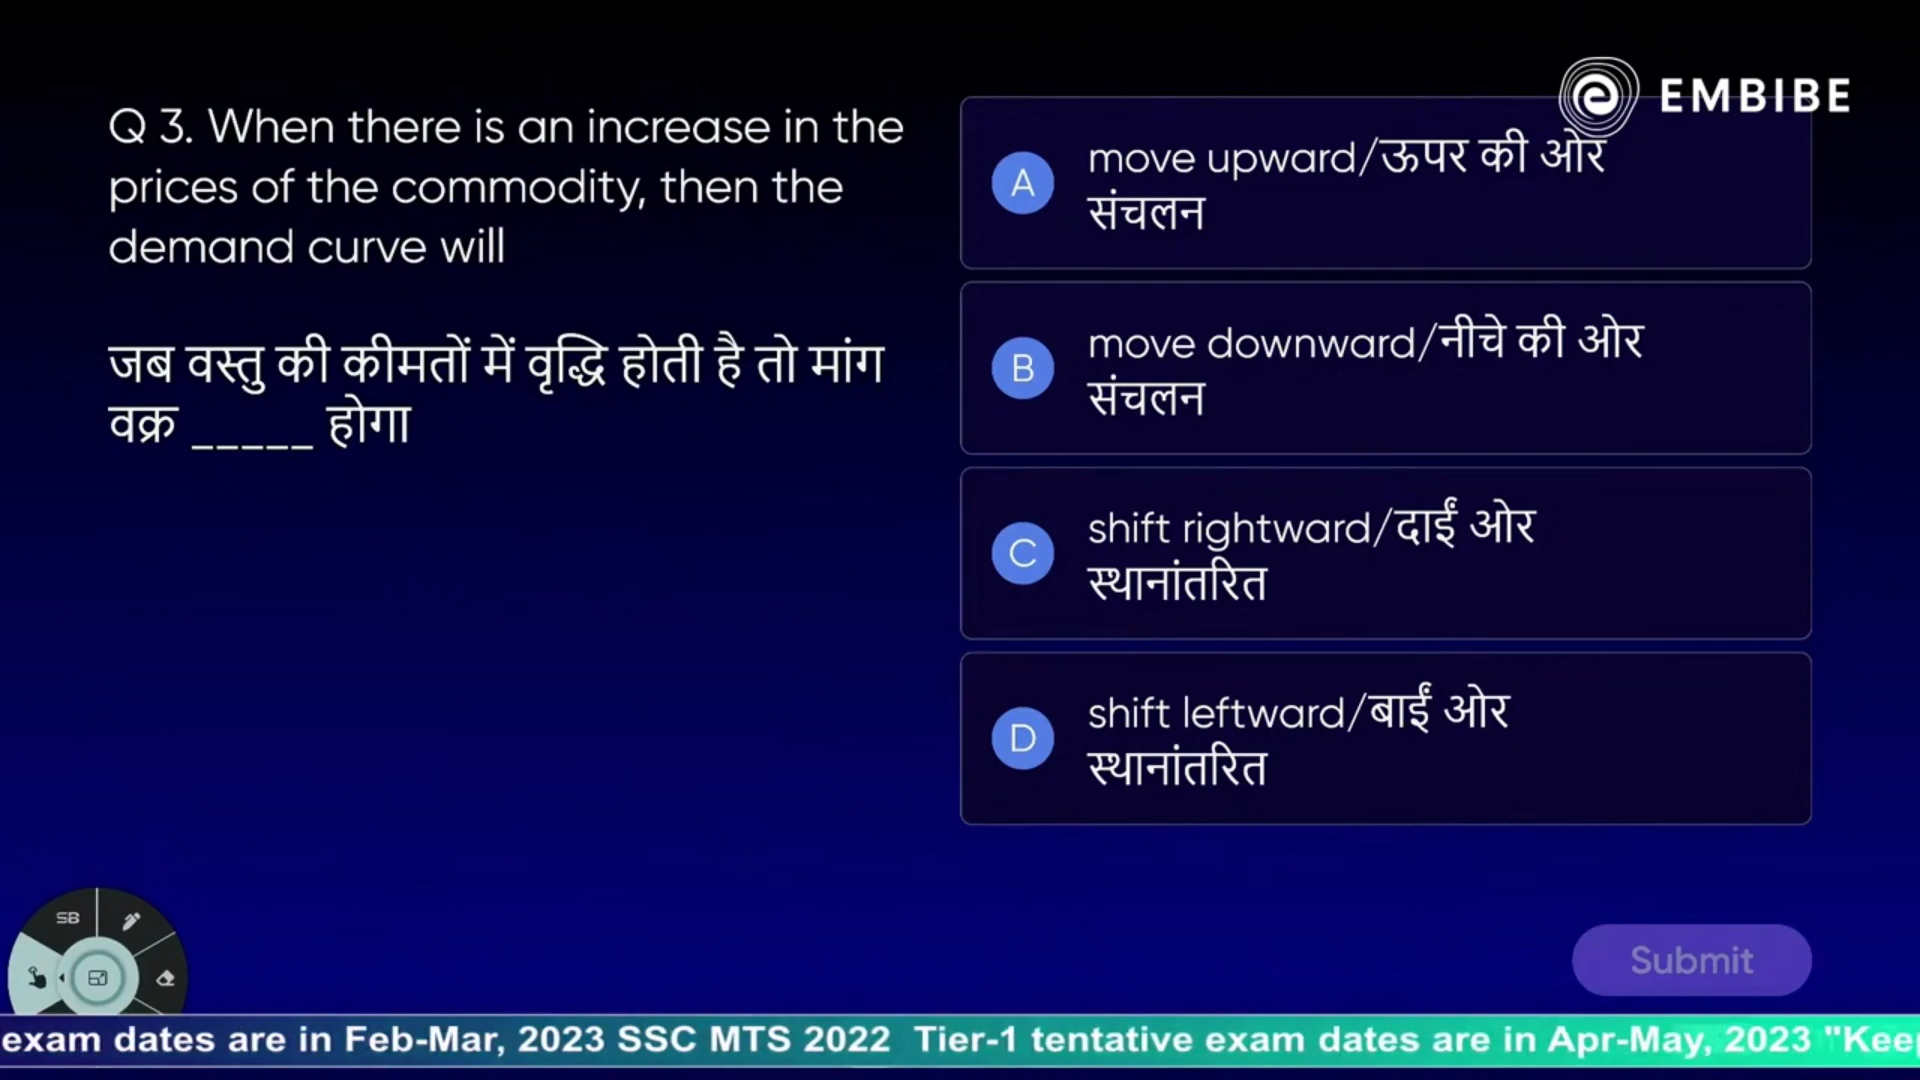 EMBIBE
Q 3. When there is an increase in the
prices of the commodity, then the
demand curve will
जब वस्तु की कीमतों में वृद्धि होती है तो मांग
वक्र _____ होगा
A
move upward/ऊपर की ओर
संचलन
B
move downward/नीचे की ओर
संचलन
C
shift rightward/दाईं ओर
स्थानांतरित
D
shift leftward/बाईं ओर
स्थानांतरित
SB
Submit
exam dates are in Feb-Mar, 2023 SSC MTS 2022 Tier-1 tentative exam dates are in Apr-May, 2023 "Keep